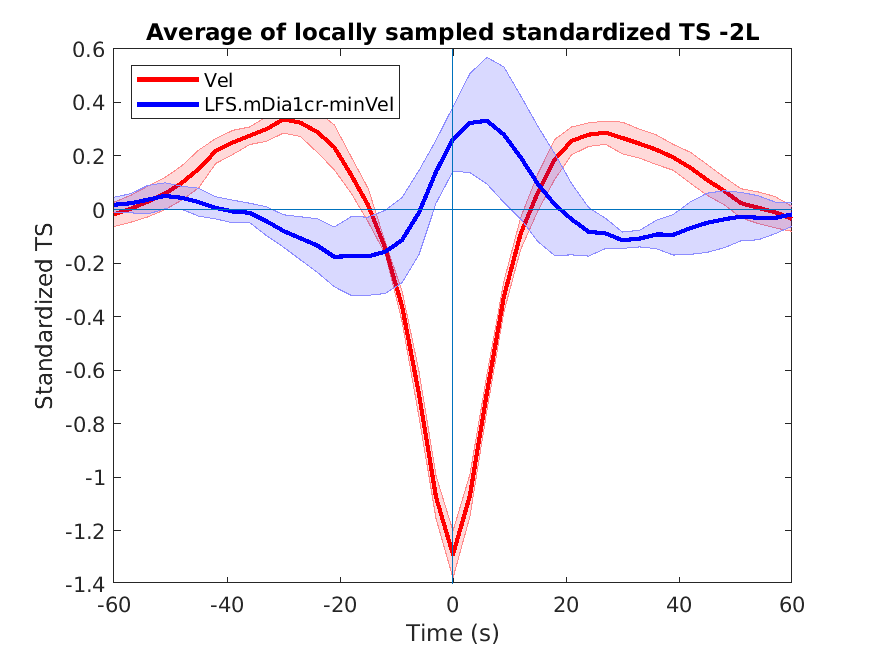 Average of locally sampled standardized TS -2L
Vel
LFS.mDia1cr-minVel
Standardized TS
0.6
0.4
0.2
0
-0.2
-0.4
-0.6
-0.8
-1
-1.2
-1.4
-60 -40 -20 0 20 40 60
Time (s)